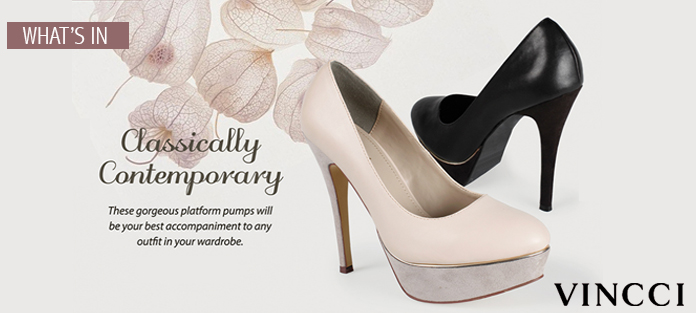 WHAT'S IN
Classically
Contemporary
These gorgeous platform pumps will
be your best accompaniment to any
outfit in your wardrobe.
VINCCI